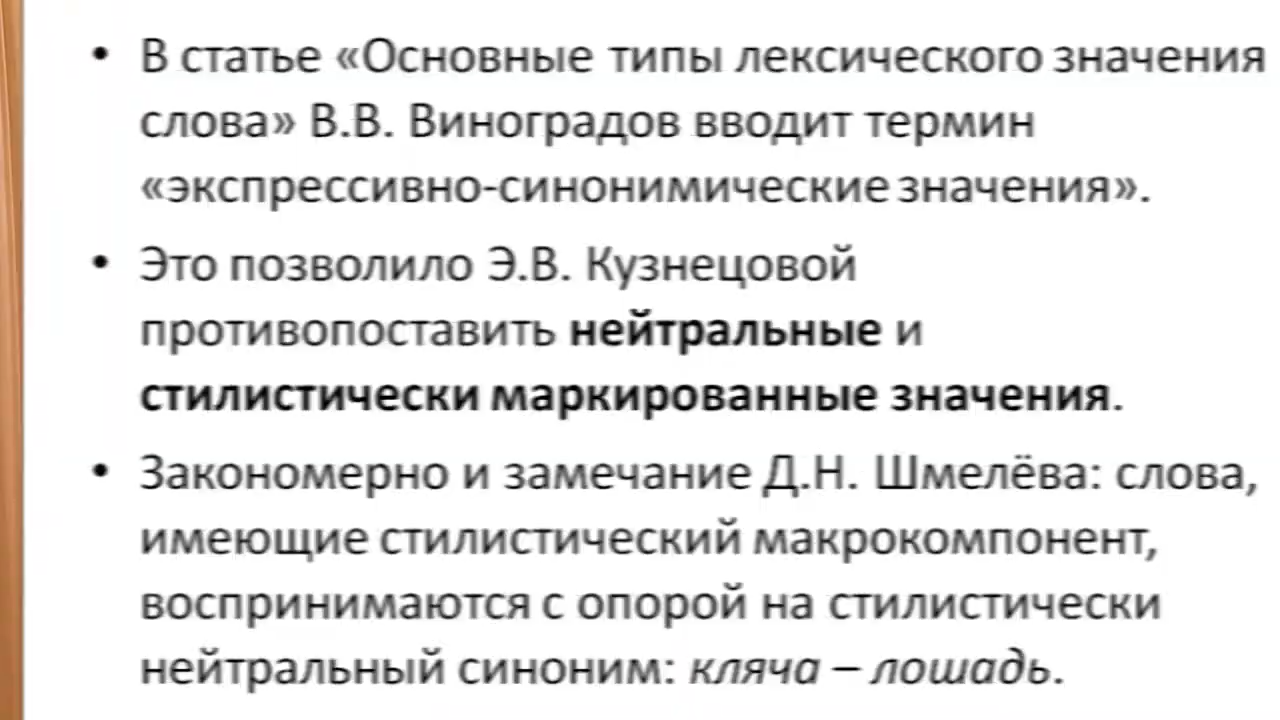 • В статье «Основные типы лексического значения
слова» В.В. Виноградов вводит термин
«экспрессивно-синонимические значения».
• Это позволило Э.В. Кузнецовой
противопоставить нейтральные и
стилистически маркированные значения.
• Закономерно и замечание Д.Н. Шмелёва: слова,
имеющие стилистический макрокомпонент,
воспринимаются с опорой на стилистически
нейтральный синоним: кляча – лошадь.